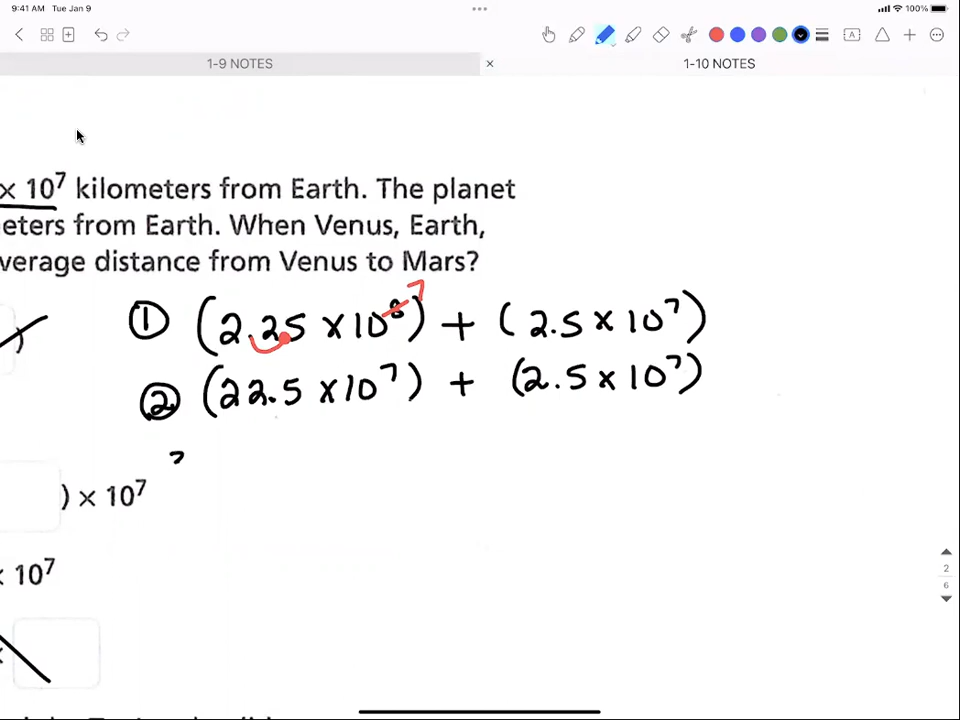 9:41 AM Tue Jan 9
100%
A
1-9 NOTES
1-10 NOTES
× 10⁷ kilometers from Earth. The planet
eters from Earth. When Venus, Earth,
verage distance from Venus to Mars?
① (2.25 × 10⁸ 7) + (2.5 × 10⁷)
② (22.5 × 10⁷) + (2.5 × 10⁷)
) × 10⁷
× 10⁷
2
6